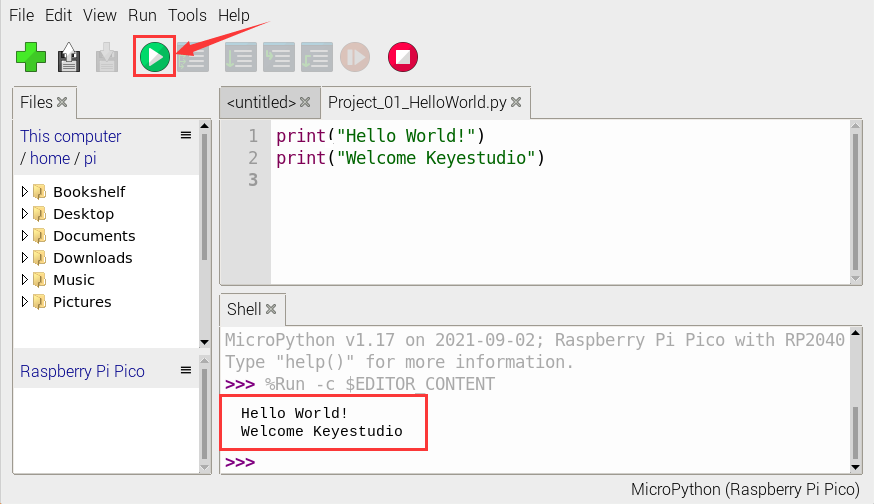 File Edit View Run Tools Help
Files
This computer
/ home / pi
Bookshelf
Desktop
Documents
Downloads
Music
Pictures
Raspberry Pi Pico
<untitled> Project_01_HelloWorld.py
1 print("Hello World!")
2 print("Welcome Keyestudio")
3
Shell
MicroPython v1.17 on 2021-09-02; Raspberry Pi Pico with RP2040
Type "help()" for more information.
>>> %Run -c $EDITOR_CONTENT
Hello World!
Welcome Keyestudio
>>>
MicroPython (Raspberry Pi Pico)